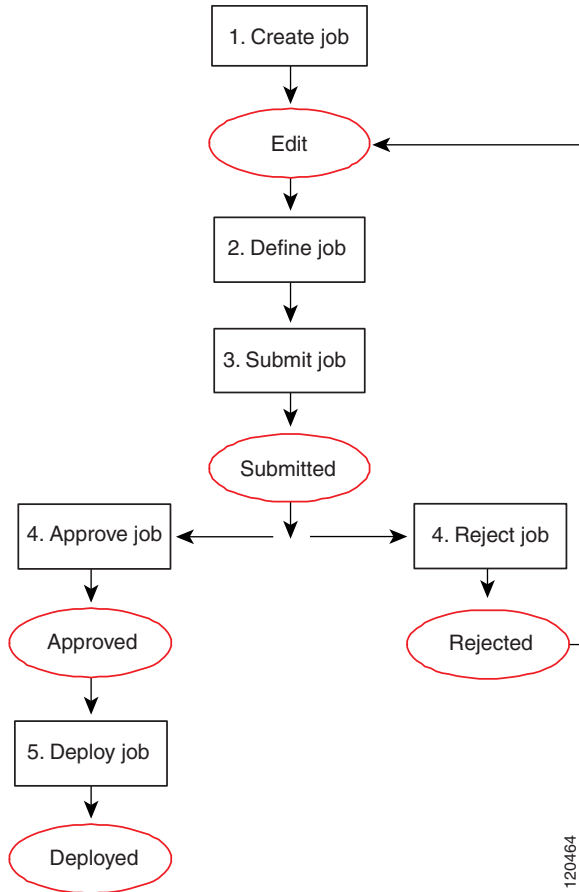 1. Create job
Edit
2. Define job
3. Submit job
Submitted
4. Approve job
4. Reject job
Approved
Rejected
5. Deploy job
Deployed
120464